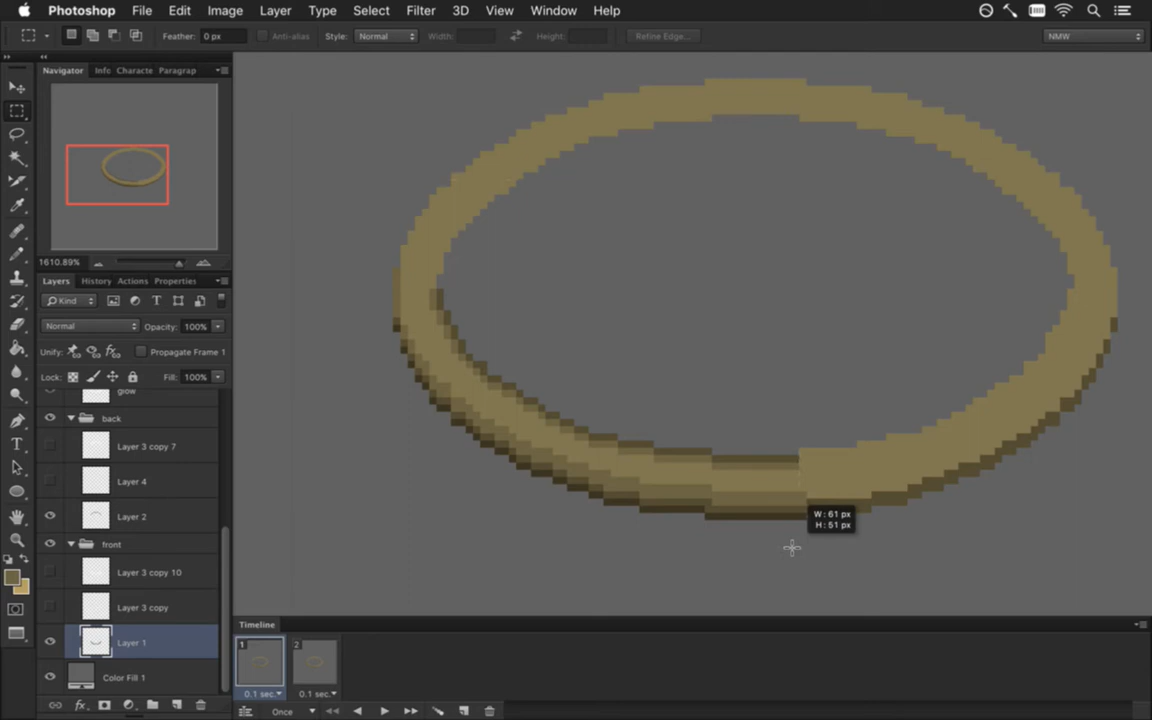 Photoshop File Edit Image Layer Type Select Filter 3D View Window Help
Feather: 0 px Anti-alias Style: Normal Width: Height: Refine Edge... NMW
Navigator Info Characte Paragrap
1610.89%
Layers History Actions Properties
Kind T
Normal Opacity: 100%
Unify: Propagate Frame 1
Lock: Fill: 100%
glow
back
Layer 3 copy 7
Layer 4
Layer 2
front
Layer 3 copy 10
Layer 3 copy
Layer 1
Color Fill 1
fx
W: 61 px
H: 51 px
Timeline
1 2
0.1 sec. 0.1 sec.
Once